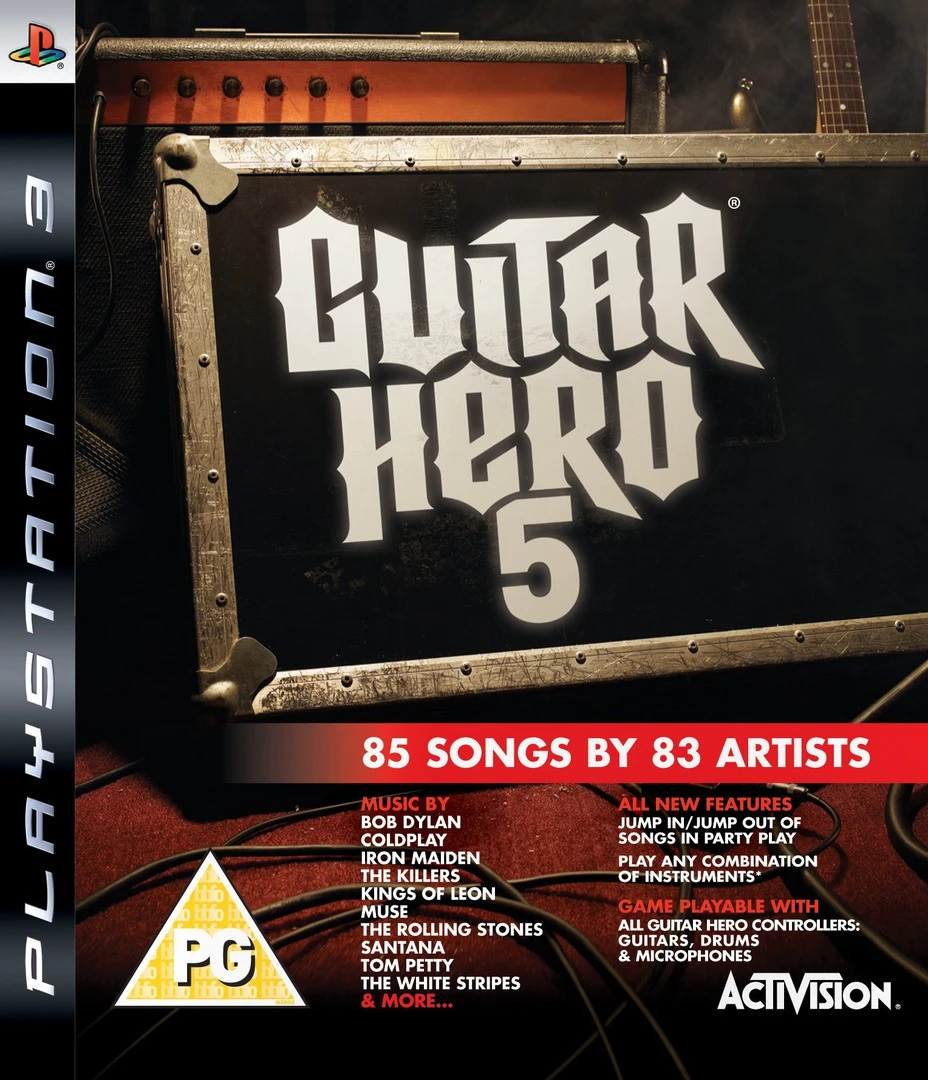 PLAYSTATION®3
GUITAR®
HERO
5
85 SONGS BY 83 ARTISTS
MUSIC BY
BOB DYLAN
COLDPLAY
IRON MAIDEN
THE KILLERS
KINGS OF LEON
MUSE
THE ROLLING STONES
SANTANA
TOM PETTY
THE WHITE STRIPES
& MORE...
ALL NEW FEATURES
JUMP IN/JUMP OUT OF
SONGS IN PARTY PLAY
PLAY ANY COMBINATION
OF INSTRUMENTS*
GAME PLAYABLE WITH
ALL GUITAR HERO CONTROLLERS:
GUITARS, DRUMS
& MICROPHONES
PG
ACTIVISION®